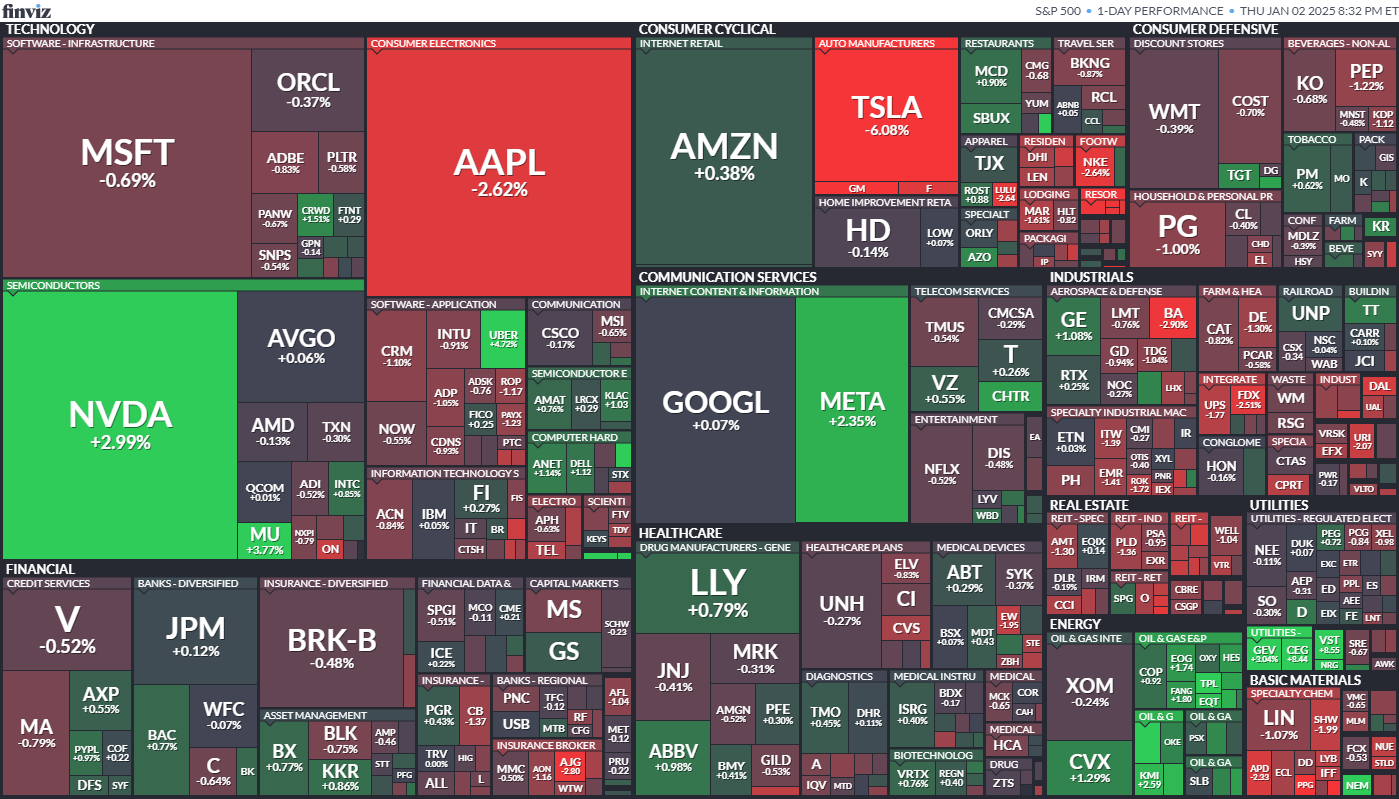 finviz
S&P 500 • 1-DAY PERFORMANCE • THU JAN 02 2025 8:32 PM ET
TECHNOLOGY
SOFTWARE - INFRASTRUCTURE
MSFT
-0.69%
ORCL
-0.37%
ADBE
-0.83%
PLTR
-0.58%
PANW
-0.67%
CRWD
+1.51%
FTNT
+0.29
SNPS
-0.54%
GPN
-0.14
CONSUMER ELECTRONICS
AAPL
-2.62%
SEMICONDUCTORS
NVDA
+2.99%
AVGO
+0.06%
AMD
-0.13%
TXN
-0.30%
QCOM
+0.01%
ADI
-0.52%
INTC
+0.85%
MU
+3.77%
NXPI
-0.79
ON
SOFTWARE - APPLICATION
CRM
-1.10%
INTU
-0.91%
UBER
+4.72%
NOW
-0.55%
ADP
-1.05%
ADSK
-0.76
ROP
-1.17
FICO
+0.25
PAYX
-1.23
CDNS
-0.93%
PTC
COMMUNICATION
CSCO
-0.17%
MSI
-0.65%
SEMICONDUCTOR E
AMAT
+0.76%
LRCX
+0.29
KLAC
+1.03
COMPUTER HARD
ANET
+1.14%
DELL
+1.12
STX
INFORMATION TECHNOLOGY S
ACN
-0.84%
IBM
+0.05%
FI
+0.27%
FIS
IT
BR
CTSH
ELECTRO
APH
-0.63%
TEL
SCIENTI
FTV
TDY
KEYS
CONSUMER CYCLICAL
INTERNET RETAIL
AMZN
+0.38%
AUTO MANUFACTURERS
TSLA
-6.08%
GM
F
HOME IMPROVEMENT RETA
HD
-0.14%
LOW
+0.07%
RESTAURANTS
MCD
+0.90%
CMG
-0.68
YUM
SBUX
TRAVEL SER
BKNG
-0.87%
ABNB
+0.05
RCL
CCL
APPAREL
TJX
ROST
+0.88
LULU
-2.64
SPECIALT
ORLY
AZO
RESIDEN
DHI
LEN
FOOTW
NKE
-2.64%
LODGING
MAR
-1.61%
HLT
-0.82
RESOR
PACKAGI
IP
CONSUMER DEFENSIVE
DISCOUNT STORES
WMT
-0.39%
COST
-0.70%
TGT
DG
BEVERAGES - NON-AL
KO
-0.68%
PEP
-1.22%
MNST
-0.48%
KDP
-1.12
TOBACCO
PM
+0.62%
MO
PACK
GIS
K
HOUSEHOLD & PERSONAL PR
PG
-1.00%
CL
-0.40%
CHD
EL
CONF
MDLZ
-0.39%
HSY
FARM
BEVE
KR
SYY
COMMUNICATION SERVICES
INTERNET CONTENT & INFORMATION
GOOGL
+0.07%
META
+2.35%
TELECOM SERVICES
TMUS
-0.54%
CMCSA
-0.29%
T
+0.26%
VZ
+0.55%
CHTR
ENTERTAINMENT
NFLX
-0.52%
DIS
-0.48%
LYV
WBD
EA
INDUSTRIALS
AEROSPACE & DEFENSE
GE
+1.08%
LMT
-0.76%
BA
-2.90%
RTX
+0.25%
GD
-0.94%
TDG
-1.04%
NOC
-0.27%
LHX
FARM & HEA
CAT
-0.82%
DE
-1.30%
PCAR
-0.58%
RAILROAD
UNP
CSX
-0.34
NSC
-0.04%
WAB
BUILDIN
TT
CARR
+0.10%
JCI
SPECIALTY INDUSTRIAL MAC
ETN
+0.03%
ITW
-1.39
CMI
-0.27
IR
PH
EMR
-1.41
OTIS
-0.40
XYL
ROK
-1.72
PNR
IEX
INTEGRATE
UPS
-1.77
FDX
-2.51%
WASTE
WM
RSG
INDUST
DAL
UAL
CONGLOME
HON
-0.16%
SPECIA
CTAS
CPRT
VRSK
EFX
URI
-2.07
PWR
-0.17
VLTO
FINANCIAL
CREDIT SERVICES
V
-0.52%
MA
-0.79%
AXP
+0.55%
PYPL
+0.97%
COF
+0.22
DFS
SYF
BANKS - DIVERSIFIED
JPM
+0.12%
BAC
+0.77%
WFC
-0.07%
C
-0.64%
BK
INSURANCE - DIVERSIFIED
BRK-B
-0.48%
ASSET MANAGEMENT
BX
+0.77%
BLK
-0.75%
KKR
+0.86%
AMP
-0.46
STT
PFG
FINANCIAL DATA &
SPGI
-0.51%
MCO
-0.11
CME
+0.21
ICE
+0.22%
CAPITAL MARKETS
MS
GS
SCHW
-0.23
INSURANCE -
PGR
+0.43%
CB
-1.37
TRV
0.00%
HIG
ALL
L
BANKS - REGIONAL
PNC
TFC
-0.12
USB
MTB
RF
CFG
AFL
-1.04
MET
-0.12
PRU
-0.22
INSURANCE BROKER
MMC
-0.50%
AON
-1.16
AJG
-2.80
WTW
HEALTHCARE
DRUG MANUFACTURERS - GENE
LLY
+0.79%
JNJ
-0.41%
MRK
-0.31%
ABBV
+0.98%
AMGN
-0.52%
PFE
+0.30%
BMY
+0.41%
GILD
-0.53%
HEALTHCARE PLANS
UNH
-0.27%
ELV
-0.83%
CI
CVS
MEDICAL DEVICES
ABT
+0.29%
SYK
-0.37%
BSX
+0.07%
MDT
+0.43
EW
-1.95
STE
ZBH
DIAGNOSTICS
TMO
+0.45%
DHR
+0.11%
A
IQV
MTD
MEDICAL INSTRU
ISRG
+0.40%
BDX
-0.17
MEDICAL
MCK
-0.65
COR
CAH
BIOTECHNOLOG
VRTX
+0.76%
REGN
+0.40
MEDICAL
HCA
DRUG
ZTS
REAL ESTATE
REIT - SPEC
AMT
-1.30
EQIX
+0.14
DLR
-0.19%
IRM
CCI
REIT - IND
PLD
-1.36
PSA
-0.95
EXR
REIT -
WELL
-1.04
VTR
REIT - RET
SPG
O
CBRE
CSGP
UTILITIES
UTILITIES - REGULATED ELECT
NEE
-0.11%
DUK
+0.07
PEG
+0.72
PCG
-0.84
XEL
-0.98
EXC
ETR
SO
-0.30%
AEP
-0.31
ED
PPL
ES
AEE
D
EIX
FE
LNT
UTILITIES -
GEV
+3.04%
CEG
+8.44
VST
+8.55
NRG
SRE
-0.67
AWK
ENERGY
OIL & GAS INTE
XOM
-0.24%
CVX
+1.29%
OIL & GAS E&P
COP
+0.92
EOG
+1.74
OXY
HES
FANG
+1.80
TPL
EQT
OIL & G
OKE
KMI
+2.59
OIL & GA
PSX
OIL & GA
SLB
BASIC MATERIALS
SPECIALTY CHEM
LIN
-1.07%
SHW
-1.99
APD
-2.33
ECL
DD
LYB
PPG
IFF
VMC
-0.65
MLM
FCX
-0.53
NUE
STLD
NEM